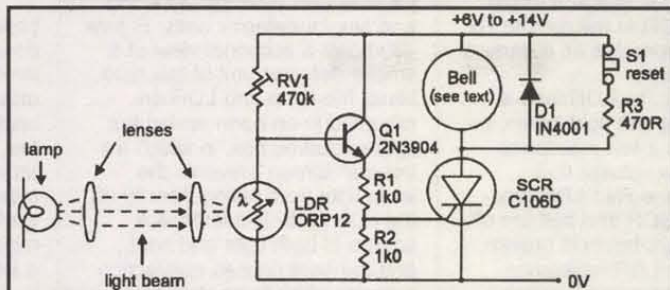 +6V to +14V
S1
reset
RV1
470k
Bell
(see text)
D1
IN4001
R3
470R
lenses
Q1
2N3904
lamp
R1
1k0
SCR
C106D
λ
LDR
ORP12
R2
1k0
light beam
0V